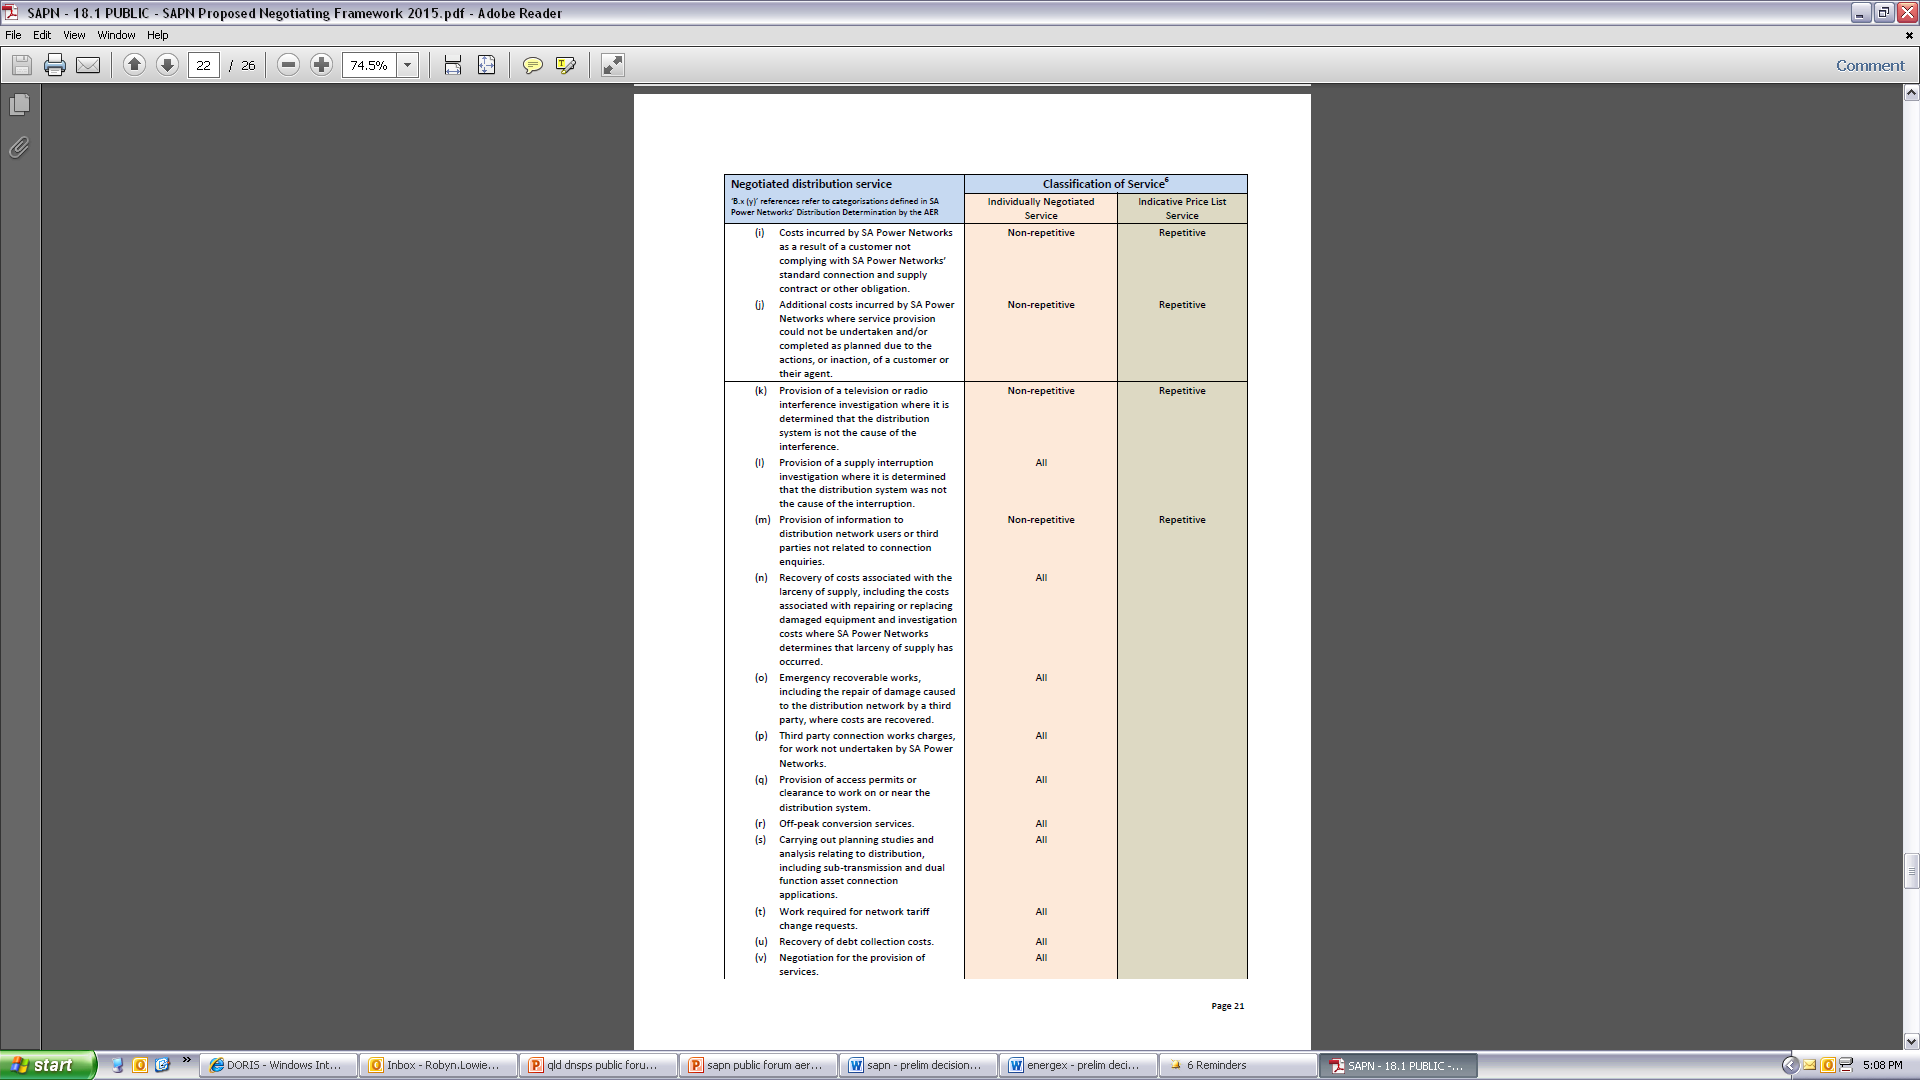 SAPN - 18.1 PUBLIC - SAPN Proposed Negotiating Framework 2015.pdf - Adobe Reader
File Edit View Window Help
22 / 26 74.5% Comment
Negotiated distribution service
'B.x (y)' references refer to categorisations defined in SA
Power Networks' Distribution Determination by the AER
Classification of Service6
Individually Negotiated
Service
Indicative Price List
Service
(i) Costs incurred by SA Power Networks Non-repetitive Repetitive
as a result of a customer not
complying with SA Power Networks'
standard connection and supply
contract or other obligation.
(j) Additional costs incurred by SA Power Non-repetitive Repetitive
Networks where service provision
could not be undertaken and/or
completed as planned due to the
actions, or inaction, of a customer or
their agent.
(k) Provision of a television or radio Non-repetitive Repetitive
interference investigation where it is
determined that the distribution
system is not the cause of the
interference.
(l) Provision of a supply interruption All
investigation where it is determined
that the distribution system was not
the cause of the interruption.
(m) Provision of information to Non-repetitive Repetitive
distribution network users or third
parties not related to connection
enquiries.
(n) Recovery of costs associated with the All
larceny of supply, including the costs
associated with repairing or replacing
damaged equipment and investigation
costs where SA Power Networks
determines that larceny of supply has
occurred.
(o) Emergency recoverable works, All
including the repair of damage caused
to the distribution network by a third
party, where costs are recovered.
(p) Third party connection works charges, All
for work not undertaken by SA Power
Networks.
(q) Provision of access permits or All
clearance to work on or near the
distribution system.
(r) Off-peak conversion services. All
(s) Carrying out planning studies and All
analysis relating to distribution,
including sub-transmission and dual
function asset connection
applications.
(t) Work required for network tariff All
change requests.
(u) Recovery of debt collection costs. All
(v) Negotiation for the provision of All
services.
Page 21
start DORIS - Windows Int... Inbox - Robyn.Lowie... qld dnsps public foru... sapn public forum aer... sapn - prelim decision... energex - prelim deci... 6 Reminders SAPN - 18.1 PUBLIC -... 5:08 PM